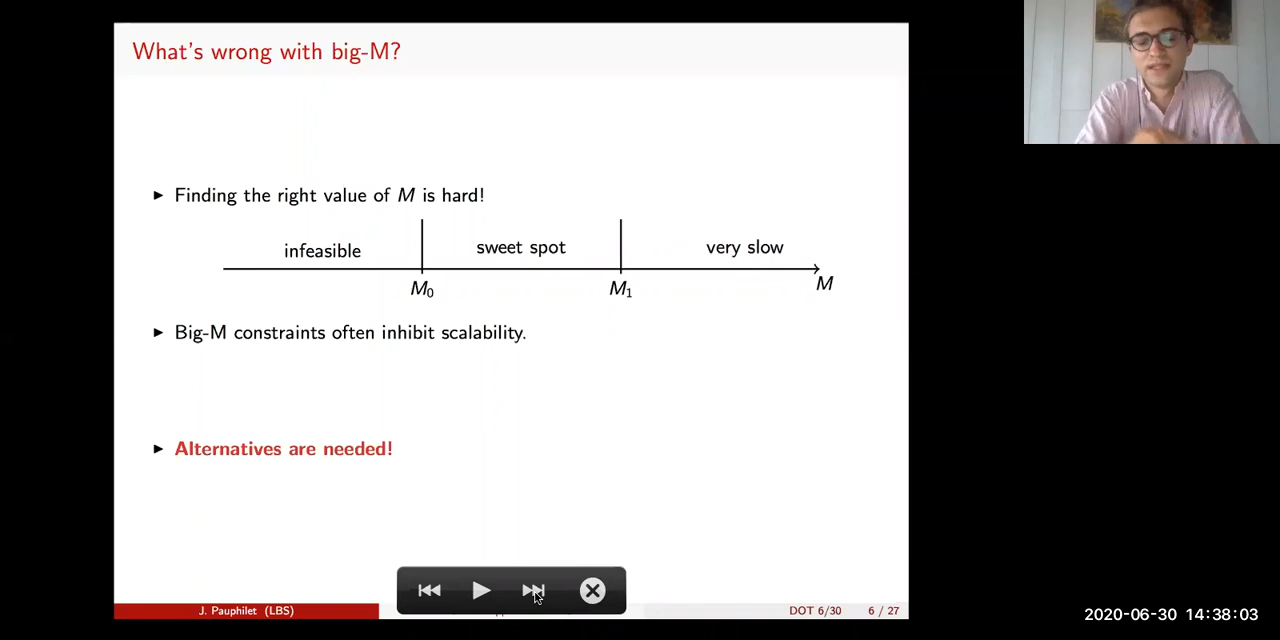 What's wrong with big-M?
▶ Finding the right value of M is hard!
infeasible
sweet spot
very slow
M0
M1
M
▶ Big-M constraints often inhibit scalability.
▶ Alternatives are needed!
J. Pauphilet (LBS)
DOT 6/30
6 / 27
2020-06-30 14:38:03